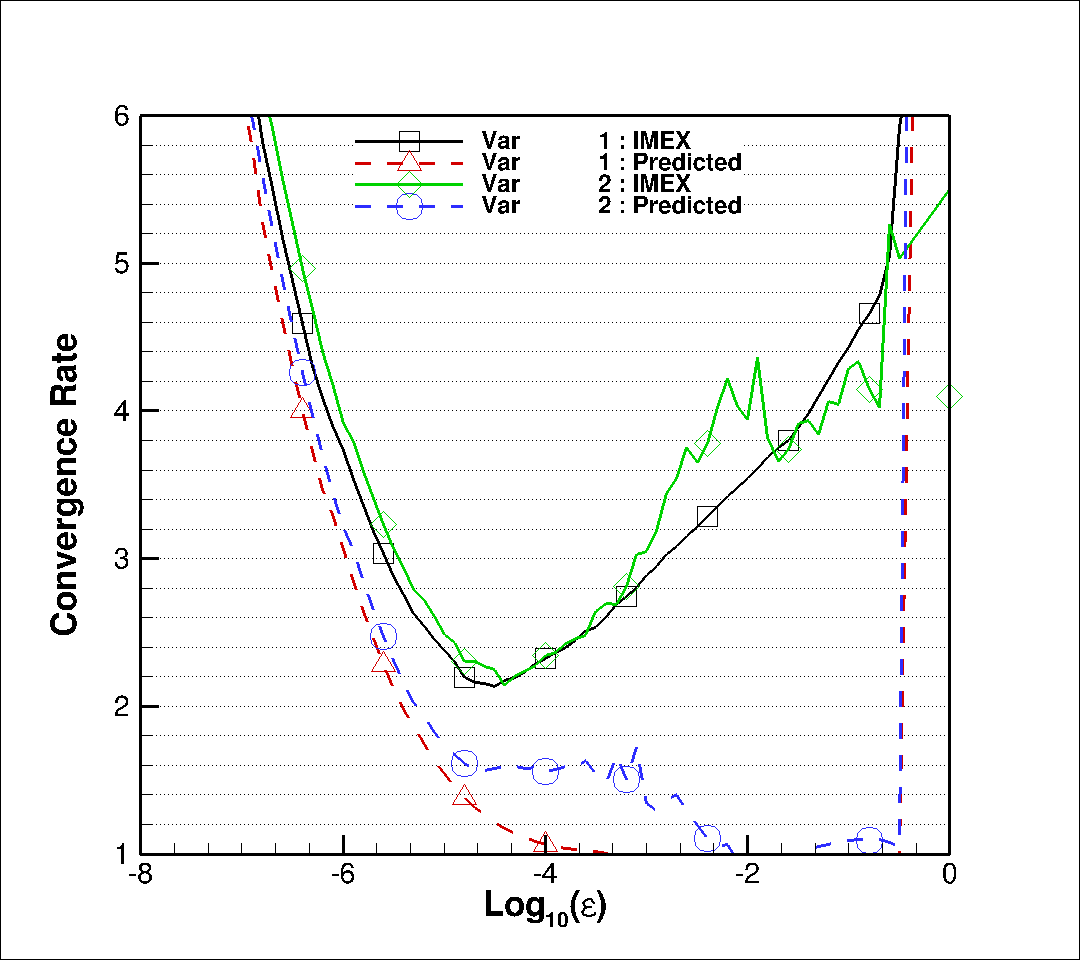 6
Var 1 : IMEX
Var 1 : Predicted
Var 2 : IMEX
Var 2 : Predicted
5
4
3
2
1
Convergence Rate
-8 -6 -4 -2 0
Log10(ε)